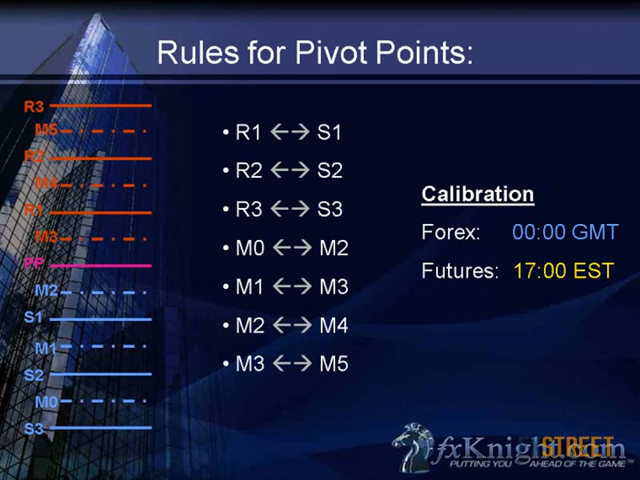 Rules for Pivot Points:
R3
M5
R2
M4
R1
M3
PP
M2
S1
M1
S2
M0
S3
• R1 ←→ S1
• R2 ←→ S2
• R3 ←→ S3
• M0 ←→ M2
• M1 ←→ M3
• M2 ←→ M4
• M3 ←→ M5
Calibration
Forex: 00:00 GMT
Futures: 17:00 EST
fxKnight.com
STREET
PUTTING YOU AHEAD OF THE GAME™